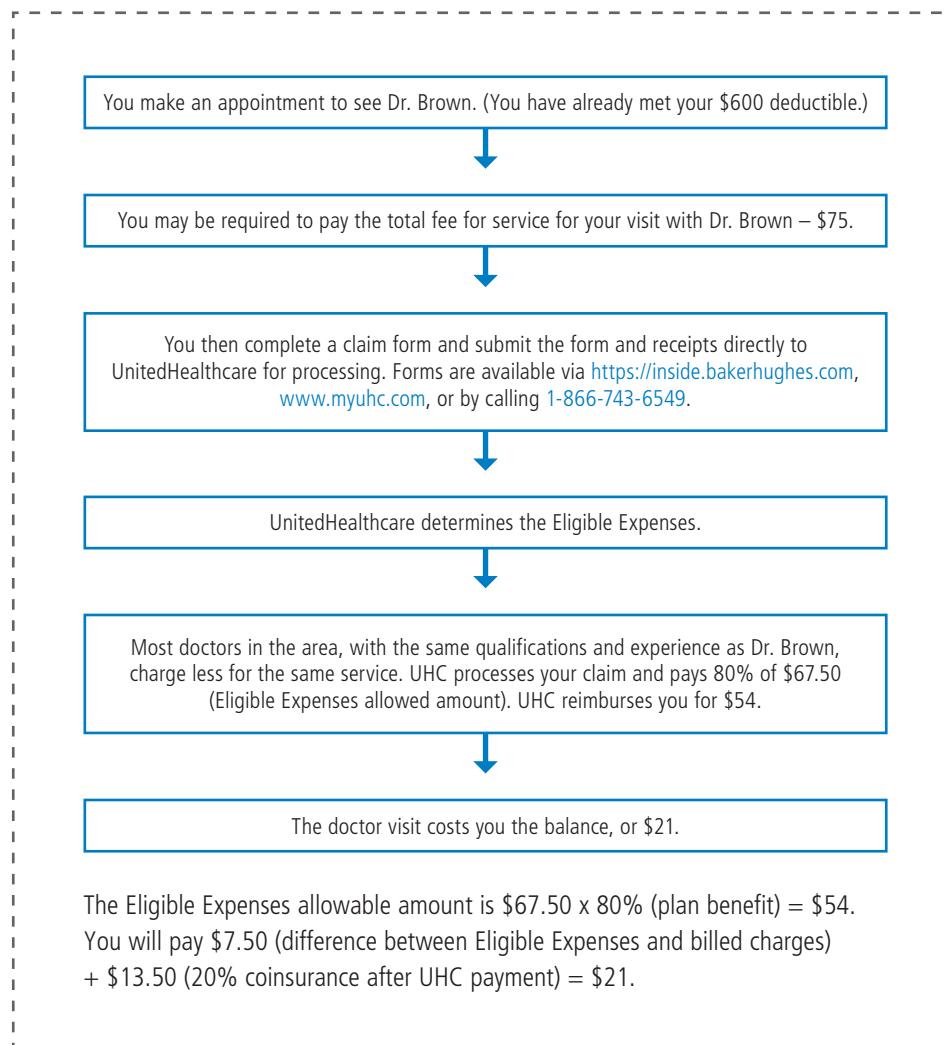 You make an appointment to see Dr. Brown. (You have already met your $600 deductible.)
You may be required to pay the total fee for service for your visit with Dr. Brown – $75.
You then complete a claim form and submit the form and receipts directly to
UnitedHealthcare for processing. Forms are available via https://inside.bakerhughes.com,
www.myuhc.com, or by calling 1-866-743-6549.
UnitedHealthcare determines the Eligible Expenses.
Most doctors in the area, with the same qualifications and experience as Dr. Brown,
charge less for the same service. UHC processes your claim and pays 80% of $67.50
(Eligible Expenses allowed amount). UHC reimburses you for $54.
The doctor visit costs you the balance, or $21.
The Eligible Expenses allowable amount is $67.50 x 80% (plan benefit) = $54.
You will pay $7.50 (difference between Eligible Expenses and billed charges)
+ $13.50 (20% coinsurance after UHC payment) = $21.